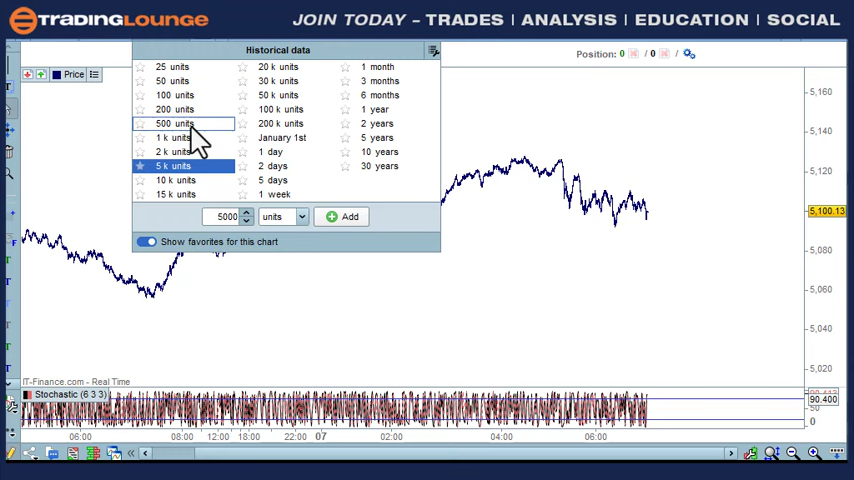 TRADINGLOUNGE
JOIN TODAY - TRADES | ANALYSIS | EDUCATION | SOCIAL
Historical data
Position: 0 / 0
Price
25 units
20 k units
1 month
50 units
30 k units
3 months
100 units
50 k units
6 months
200 units
100 k units
1 year
500 units
200 k units
2 years
1 k units
January 1st
5 years
2 k units
1 day
10 years
5 k units
2 days
30 years
10 k units
5 days
15 k units
1 week
5000
units
Add
Show favorites for this chart
5,160
5,140
5,120
5,100.13
5,080
5,060
5,040
5,020
IT-Finance.com - Real Time
Stochastic (6 3 3)
90.400
50
0
06:00
08:00
12:00
18:00
22:00
07
02:00
04:00
06:00